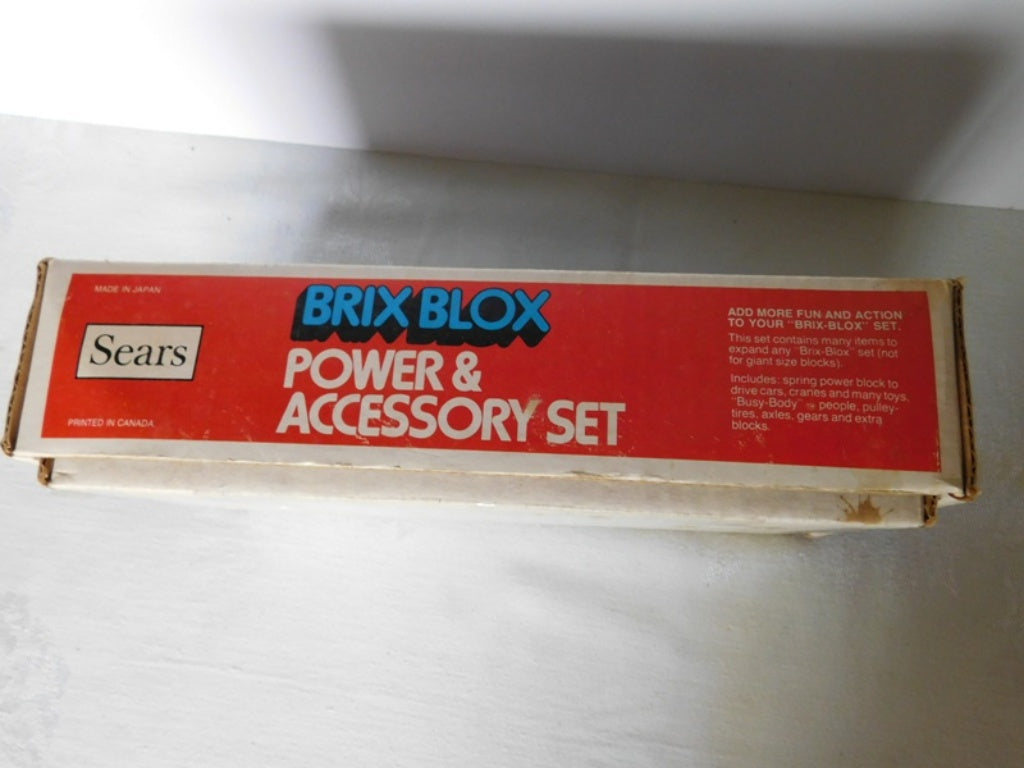 MADE IN JAPAN
Sears
PRINTED IN CANADA
BRIX BLOX
POWER &
ACCESSORY SET
ADD MORE FUN AND ACTION
TO YOUR "BRIX-BLOX" SET.
This set contains many items to
expand any "Brix-Blox" set (not
for giant size blocks).
Includes: spring power block to
drive cars, cranes and many toys,
"Busy-Body" ™ people, pulley-
tires, axles, gears and extra
blocks.